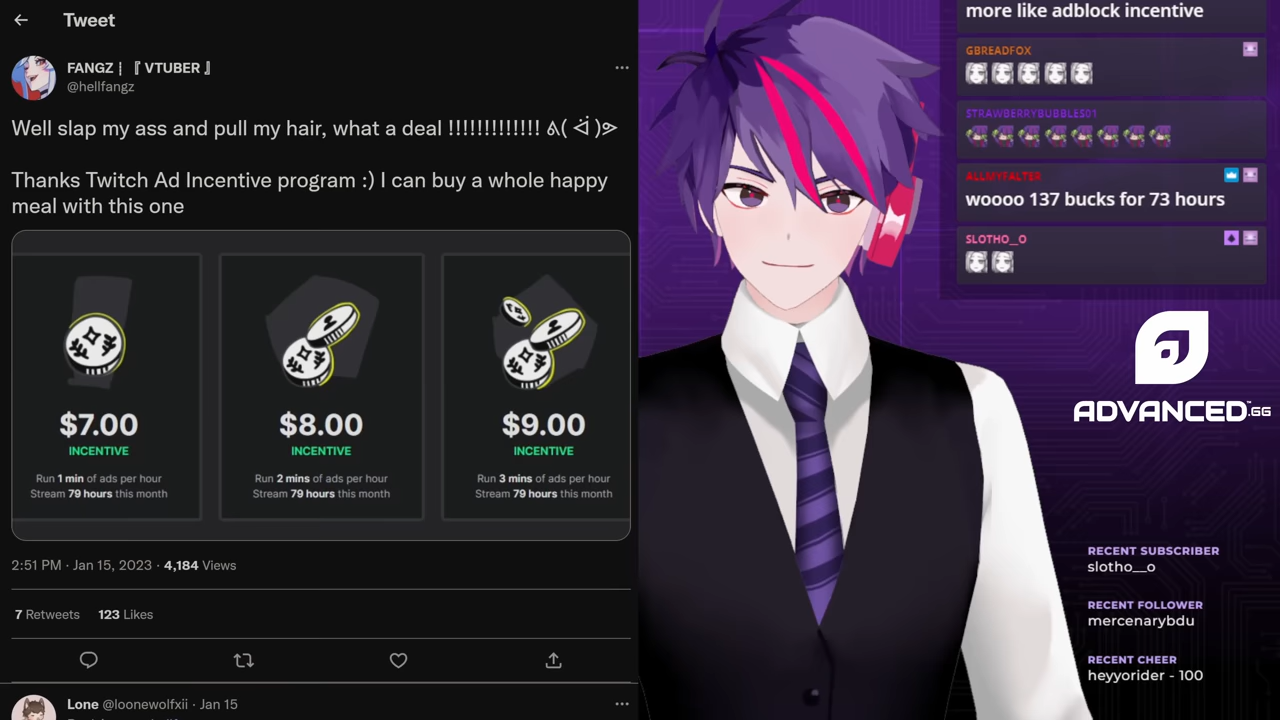 Tweet
FANGZ ¦ 『 VTUBER 』
@hellfangz
Well slap my ass and pull my hair, what a deal !!!!!!!!!!!!!
Thanks Twitch Ad Incentive program :) I can buy a whole happy
meal with this one
$7.00
INCENTIVE
Run 1 min of ads per hour
Stream 79 hours this month
$8.00
INCENTIVE
Run 2 mins of ads per hour
Stream 79 hours this month
$9.00
INCENTIVE
Run 3 mins of ads per hour
Stream 79 hours this month
2:51 PM · Jan 15, 2023 · 4,184 Views
7 Retweets 123 Likes
Lone @loonewolfxii · Jan 15
more like adblock incentive
GBREADFOX
STRAWBERRYBUBBLES01
ALLMYFALTER
woooo 137 bucks for 73 hours
SLOTHO__O
ADVANCED™.GG
RECENT SUBSCRIBER
slotho__o
RECENT FOLLOWER
mercenarybdu
RECENT CHEER
heyyorider - 100